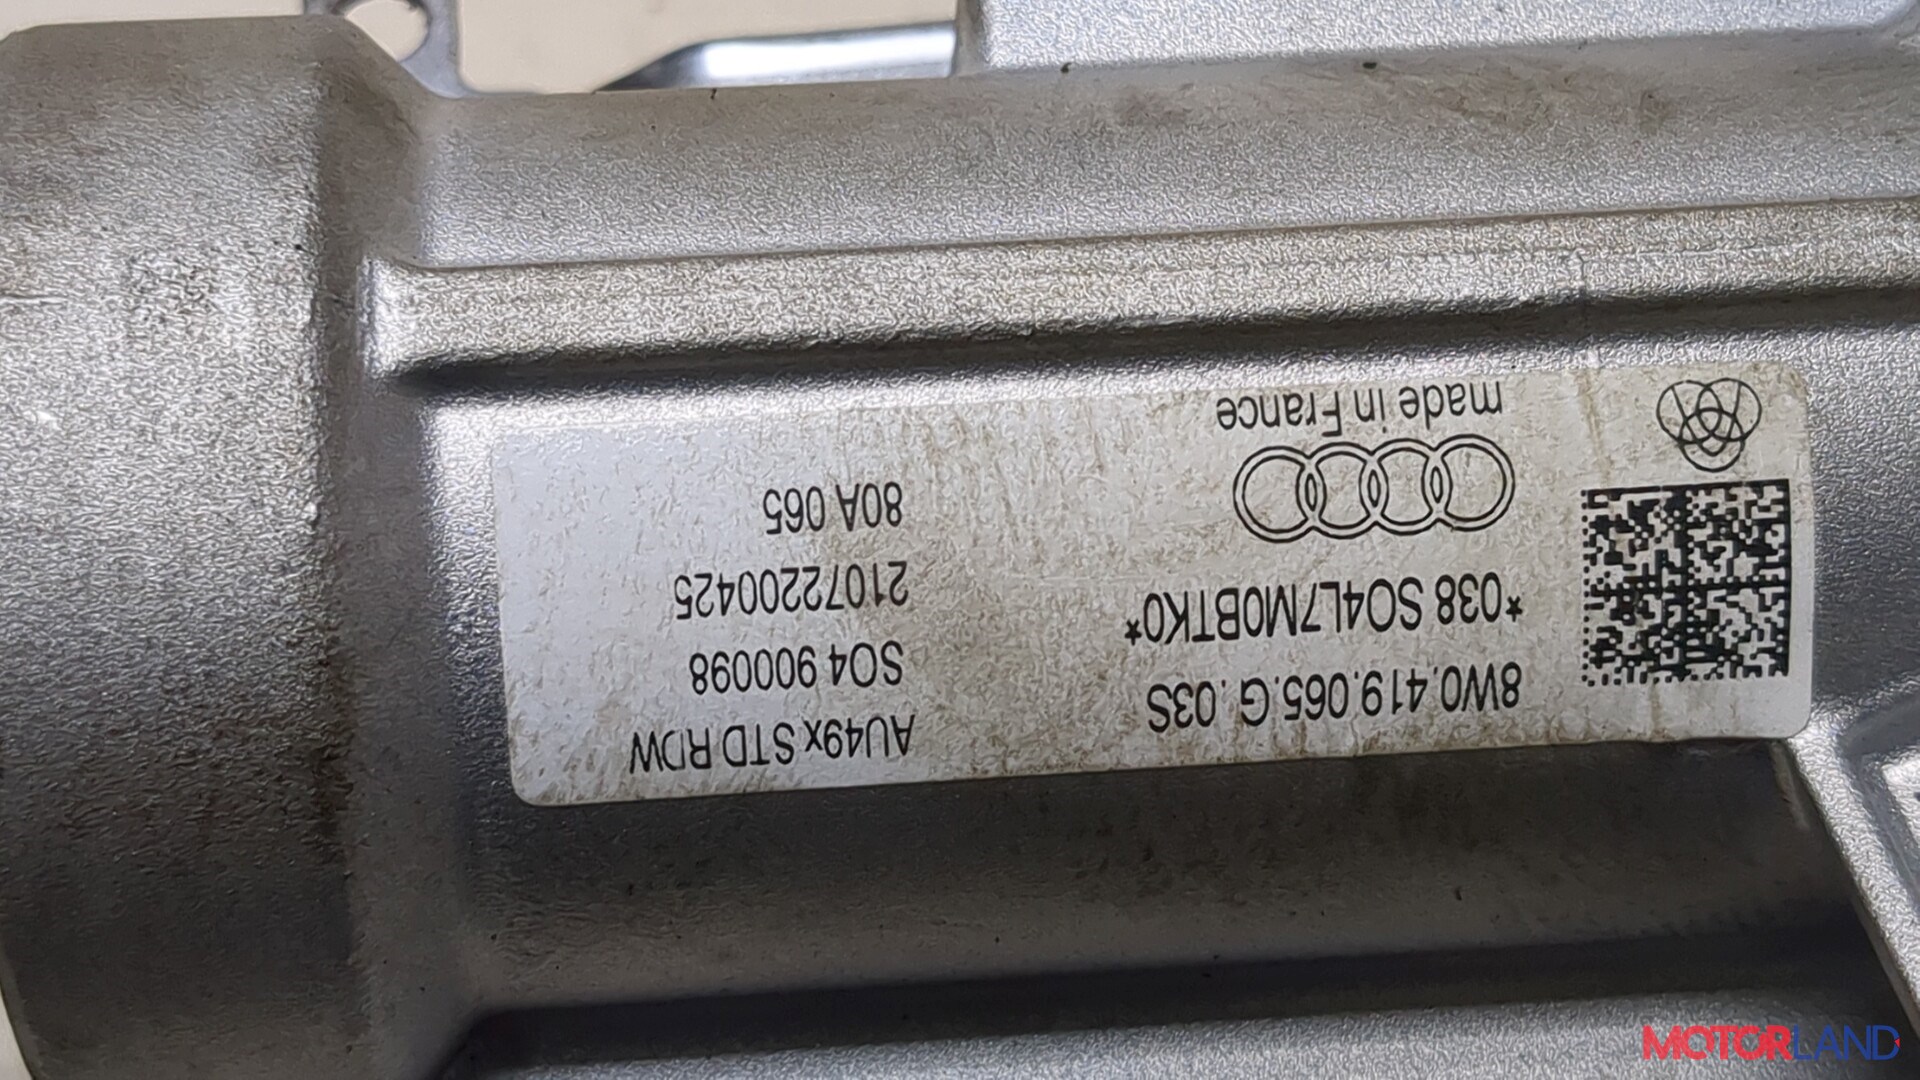 8W0.419.065.G .03S
*038 SO4L7M0BTK0*
made in France
AU49x STD RDW
SO4 900098
21072200425
80A 065
MOTORLAND